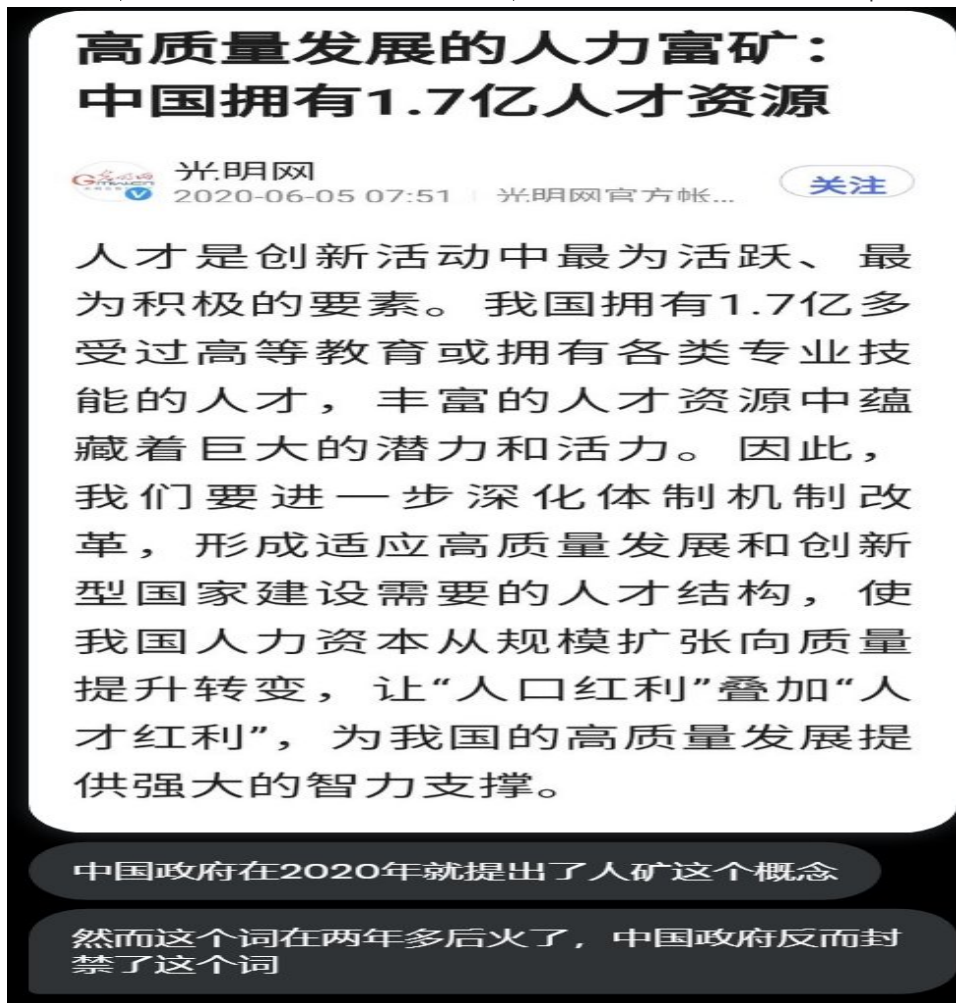 高质量发展的人力富矿：
中国拥有1.7亿人才资源
光明网
2020-06-05 07:51 光明网官方帐...
关注
人才是创新活动中最为活跃、最
为积极的要素。我国拥有1.7亿多
受过高等教育或拥有各类专业技
能的人才，丰富的人才资源中蕴
藏着巨大的潜力和活力。因此，
我们要进一步深化体制机制改
革，形成适应高质量发展和创新
型国家建设需要的人才结构，使
我国人力资本从规模扩张向质量
提升转变，让“人口红利”叠加“人
才红利”，为我国的高质量发展提
供强大的智力支撑。
中国政府在2020年就提出了人矿这个概念
然而这个词在两年多后火了，中国政府反而封
禁了这个词